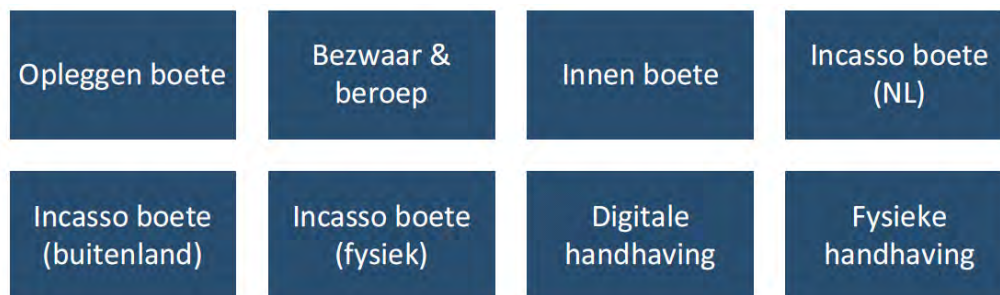 Opleggen boete
Bezwaar &
beroep
Innen boete
Incasso boete
(NL)
Incasso boete
(buitenland)
Incasso boete
(fysiek)
Digitale
handhaving
Fysieke
handhaving